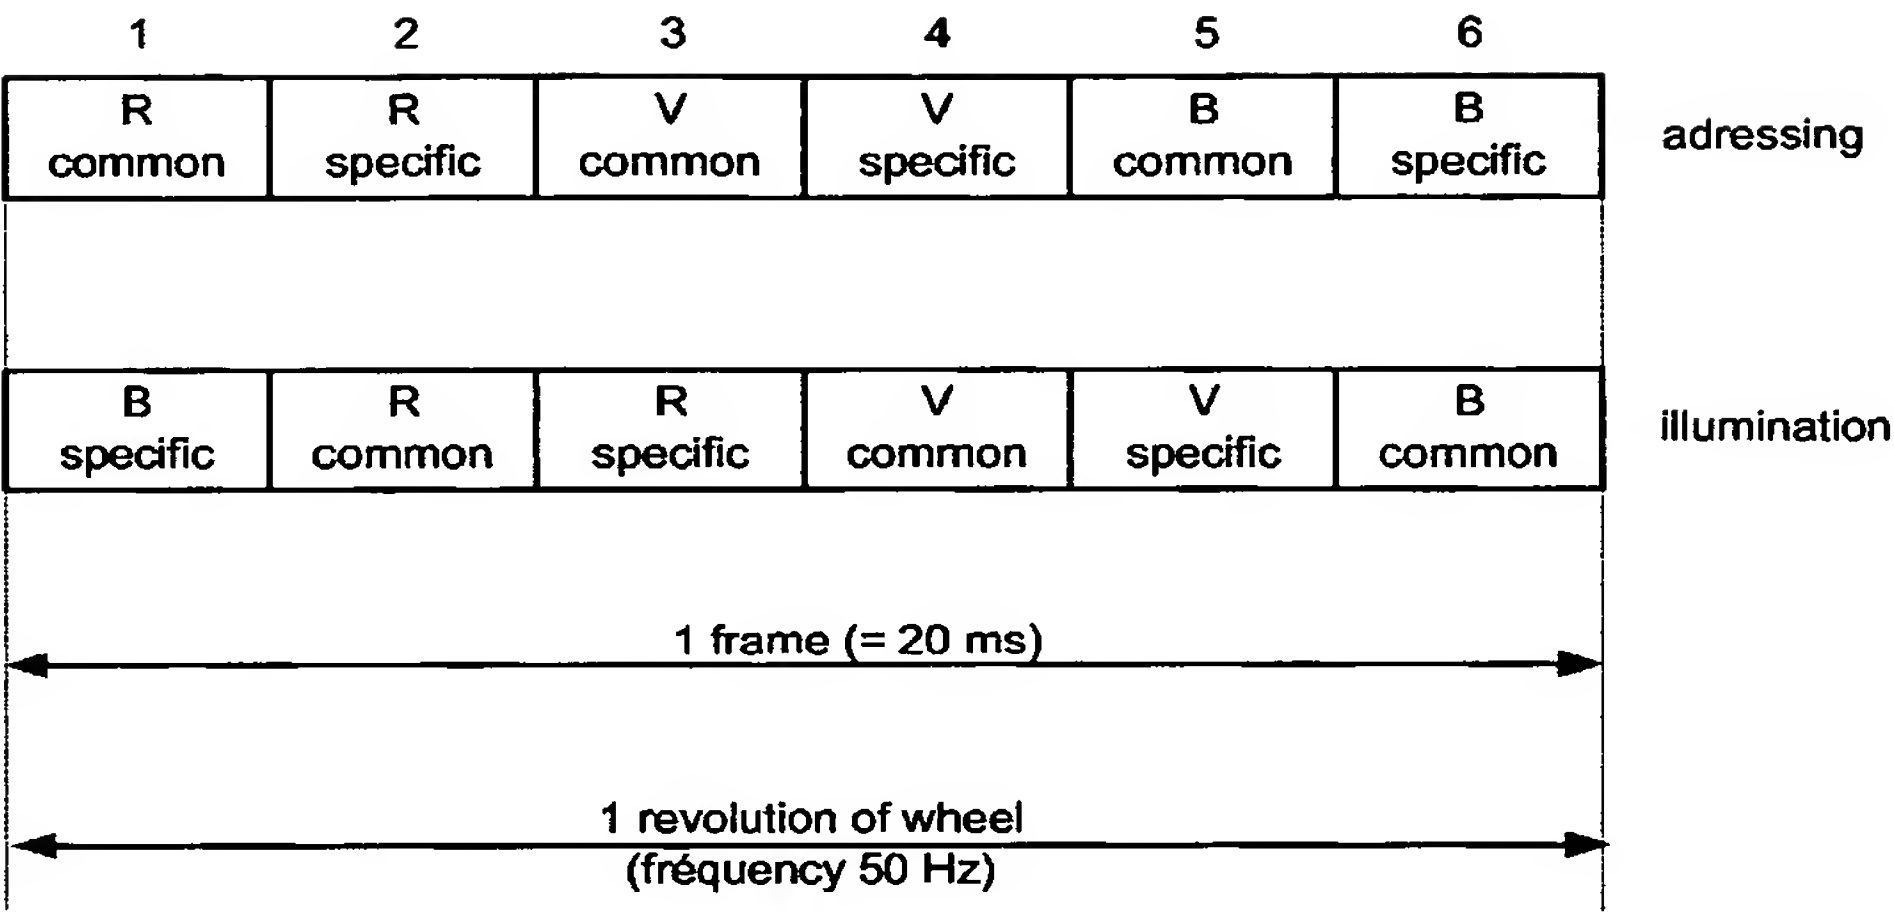 1 2 3 4 5 6
R R V V B B
common specific common specific common specific
adressing
B R R V V B
specific common specific common specific common
illumination
1 frame (= 20 ms)
1 revolution of wheel
(fréquency 50 Hz)